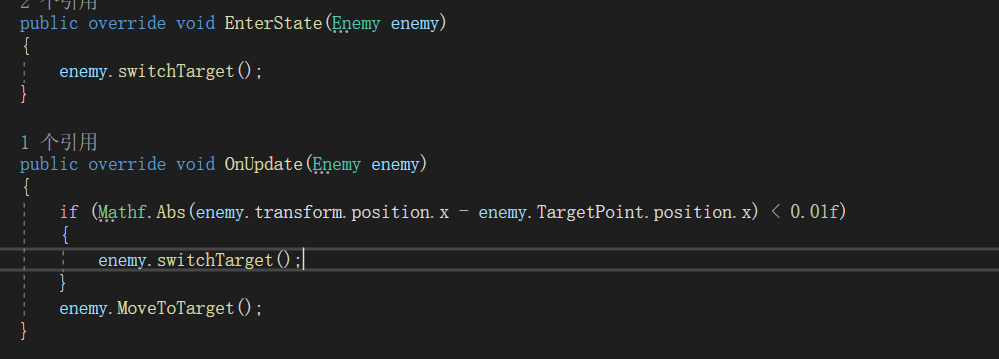 2 个引用
public override void EnterState(Enemy enemy)
{
enemy.switchTarget();
}
1 个引用
public override void OnUpdate(Enemy enemy)
{
if (Mathf.Abs(enemy.transform.position.x - enemy.TargetPoint.position.x) < 0.01f)
{
enemy.switchTarget();
}
enemy.MoveToTarget();
}